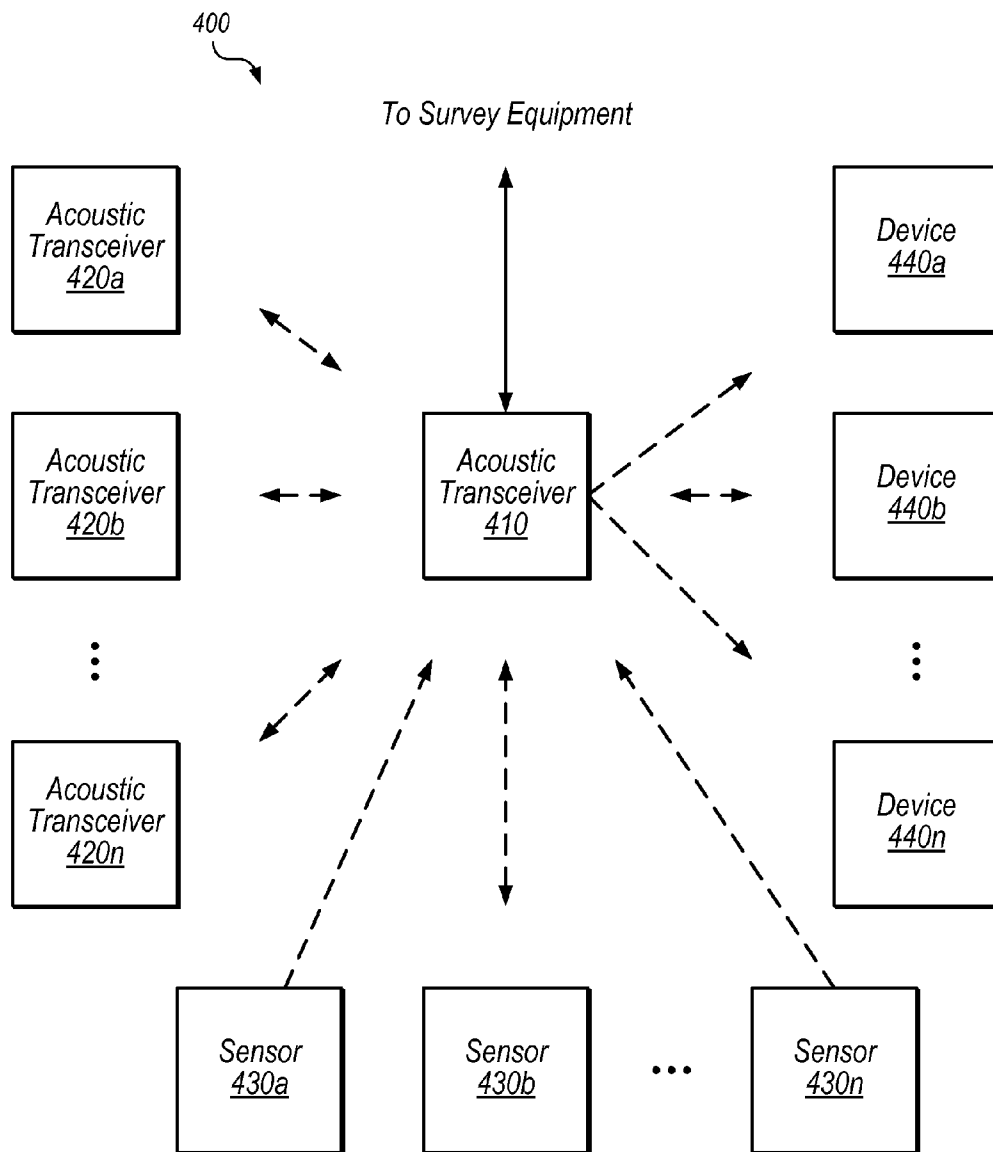 400
To Survey Equipment
Acoustic
Transceiver
420a
Device
440a
Acoustic
Transceiver
420b
Acoustic
Transceiver
410
Device
440b
Acoustic
Transceiver
420n
Device
440n
Sensor
430a
Sensor
430b
Sensor
430n